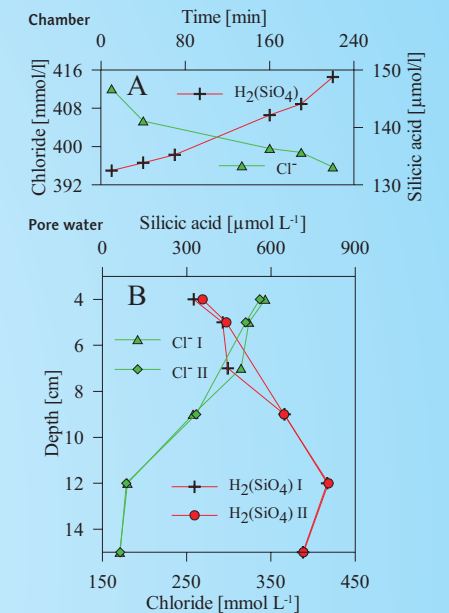 Chamber
Time [min]
0 80 160 240
416 408 400 392
Chloride [mmol/l]
A
H₂(SiO₄)
Cl⁻
150 140 130
Silicic acid [µmol/l]
Pore water
Silicic acid [µmol L⁻¹]
0 300 600 900
B
Cl⁻ I
Cl⁻ II
4 6 8 10 12 14
Depth [cm]
H₂(SiO₄) I
H₂(SiO₄) II
150 250 350 450
Chloride [mmol L⁻¹]